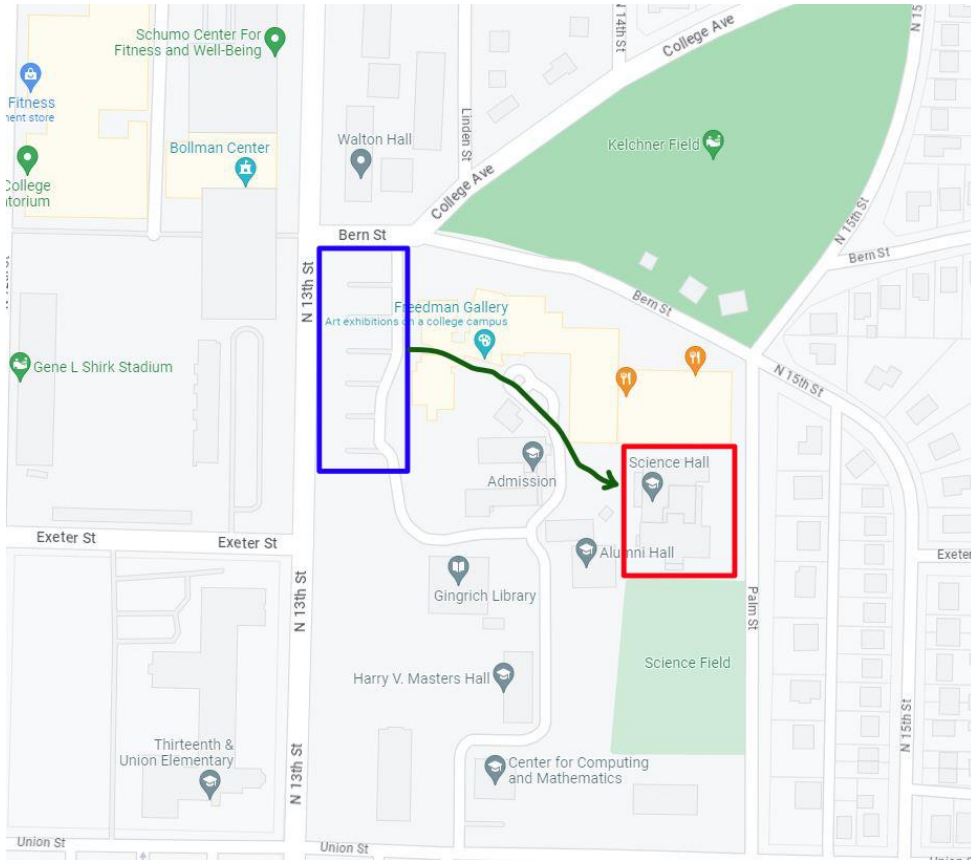 Schumo Center For
Fitness and Well-Being
N 14th St
College Ave
N 15
Fitness
ment store
Linden St
Walton Hall
Kelchner Field
Bollman Center
College
torium
College Ave
N 15th St
Bern St
Bern St
N 13th St
Bern St
Freedman Gallery
Art exhibitions on a college campus
Gene L Shirk Stadium
N 15th St
Science Hall
Admission
Exeter St
Exeter St
Alumni Hall
Exeter
Gingrich Library
N 13th St
Palm St
Science Field
Harry V. Masters Hall
N 15th St
Thirteenth &
Union Elementary
N 13th St
Center for Computing
and Mathematics
Union St
Union St